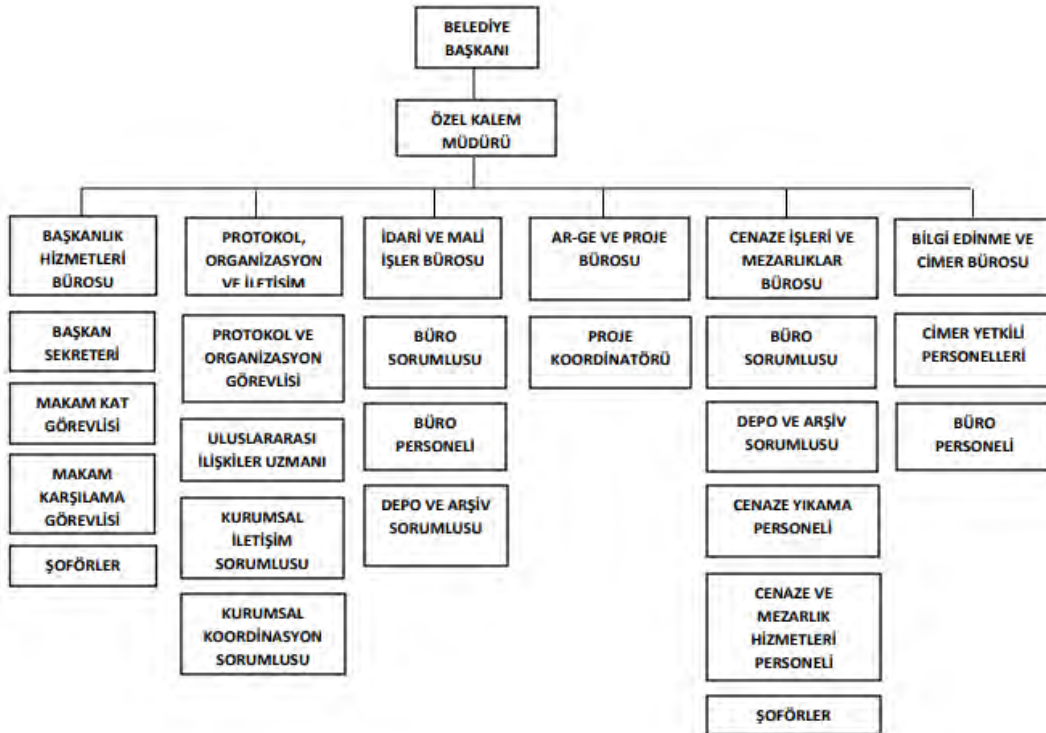 BELEDİYE
BAŞKANI
ÖZEL KALEM
MÜDÜRÜ
BAŞKANLIK
HİZMETLERİ
BÜROSU
BAŞKAN
SEKRETERİ
MAKAM KAT
GÖREVLİSİ
MAKAM
KARŞILAMA
GÖREVLİSİ
ŞOFÖRLER
PROTOKOL,
ORGANİZASYON
VE İLETİŞİM
PROTOKOL VE
ORGANİZASYON
GÖREVLİSİ
ULUSLARARASI
İLİŞKİLER UZMANI
KURUMSAL
İLETİŞİM
SORUMLUSU
KURUMSAL
KOORDİNASYON
SORUMLUSU
İDARİ VE MALİ
İŞLER BÜROSU
BÜRO
SORUMLUSU
BÜRO
PERSONELİ
DEPO VE ARŞİV
SORUMLUSU
AR-GE VE PROJE
BÜROSU
PROJE
KOORDİNATÖRÜ
CENAZE İŞLERİ VE
MEZARLIKLAR
BÜROSU
BÜRO
SORUMLUSU
DEPO VE ARŞİV
SORUMLUSU
CENAZE YIKAMA
PERSONELİ
CENAZE VE
MEZARLIK
HİZMETLERİ
PERSONELİ
ŞOFÖRLER
BİLGİ EDİNME VE
CİMER BÜROSU
CİMER YETKİLİ
PERSONELLERİ
BÜRO
PERSONELİ